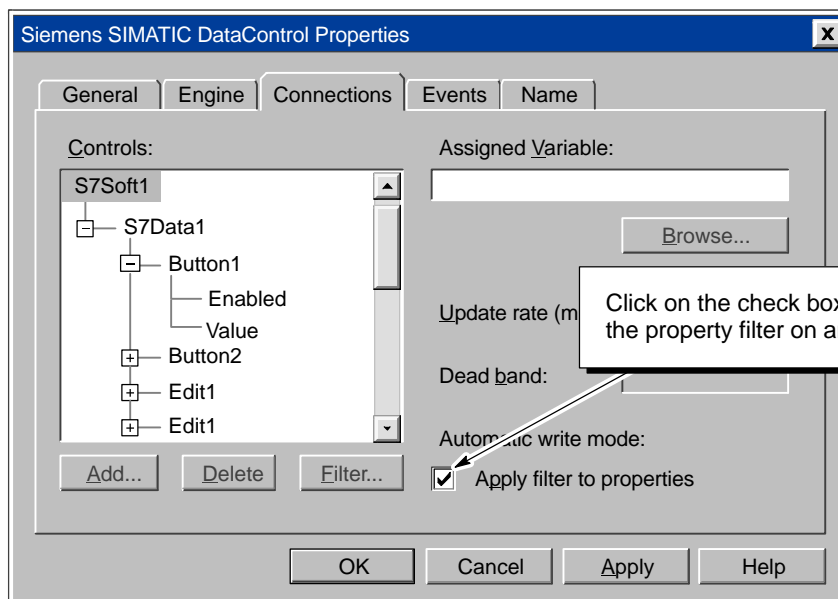 Siemens SIMATIC DataControl Properties
General Engine Connections Events Name
Controls:
Assigned Variable:
S7Soft1
S7Data1
Browse...
Button1
Enabled
Value
Update rate (m
Click on the check box
the property filter on a
Button2
Dead band:
Edit1
Edit1
Automatic write mode:
Add... Delete Filter...
Apply filter to properties
OK Cancel Apply Help